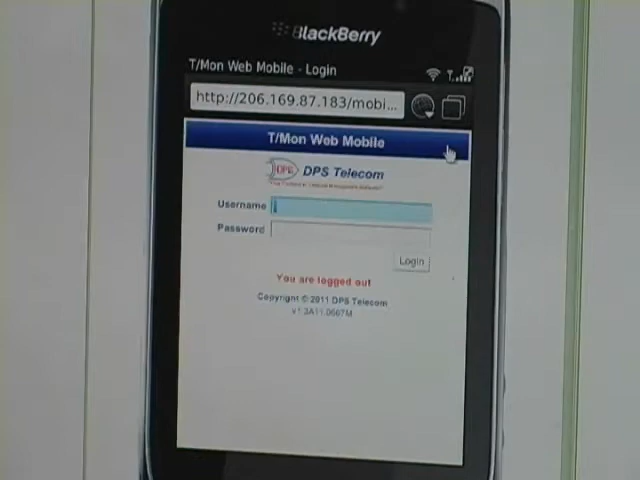 BlackBerry
T/Mon Web Mobile - Login
http://206.169.87.183/mobi...
T/Mon Web Mobile
DPS DPS Telecom
Username
Password
Login
You are logged out
Copyright © 2011 DPS Telecom